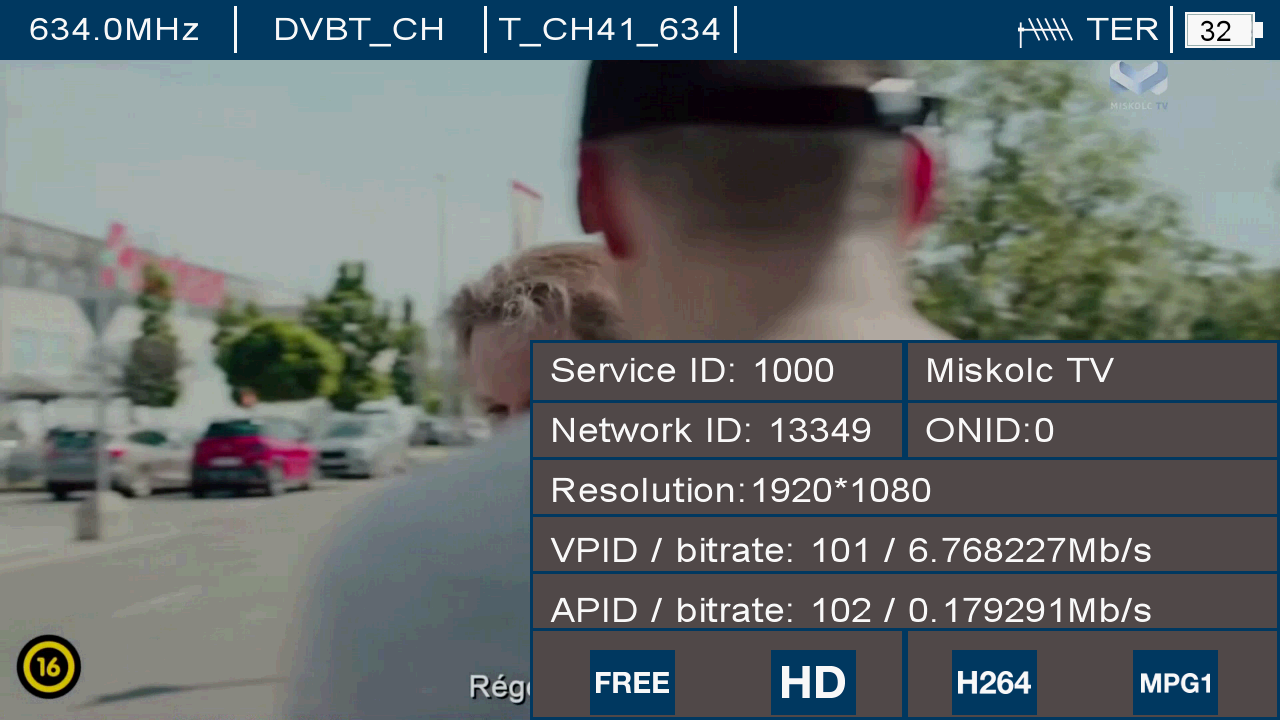 634.0MHz
DVBT_CH
T_CH41_634
TER
32
MISKOLC TV
Service ID: 1000
Miskolc TV
Network ID: 13349
ONID:0
Resolution:1920*1080
VPID / bitrate: 101 / 6.768227Mb/s
APID / bitrate: 102 / 0.179291Mb/s
16
FREE
HD
H264
MPG1